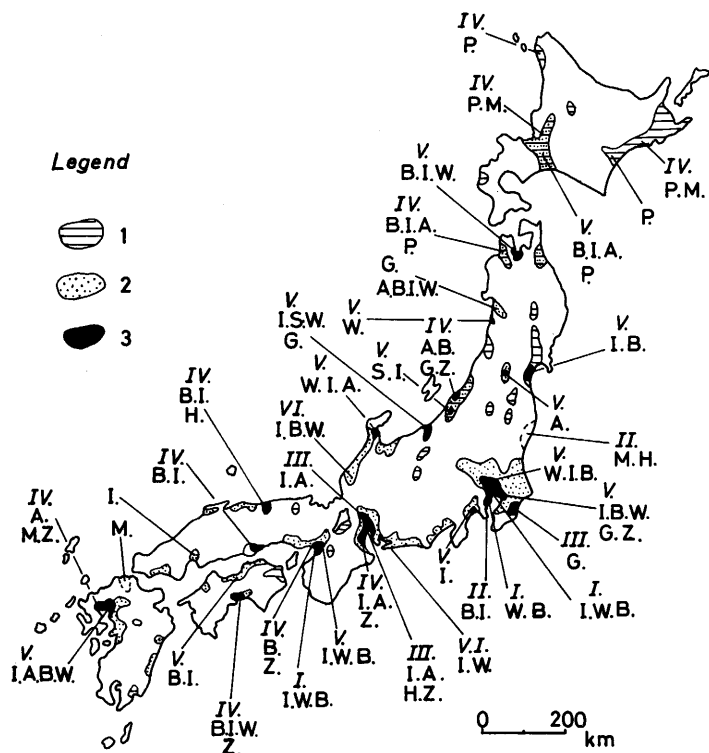 IV.
P.
IV.
P.M.
Legend
1
2
3
V.
B.I.W.
IV.
B.I.A.
P.
G.
A.B.I.W.
IV.
P.M.
P.
V.
B.I.A.
P.
V.
I.S.W.
G.
V.
W.
IV.
A.B.
G.Z.
V.
S.I.
V.
I.B.
V.
W.I.A.
IV.
B.I.
H.
VI.
I.B.W.
V.
A.
II.
M.H.
III.
I.A.
IV.
B.I.
V.
W.I.B.
I.
IV.
A.
M.Z.
M.
V.
I.B.W.
G.Z.
III.
G.
V.
I.
II.
B.I.
I.
W.B.
I.
I.W.B.
IV.
I.A.
Z.
V.
I.A.B.W.
V.
B.I.
IV.
B.
Z.
V.
I.W.B.
I.
I.W.B.
III.
I.A.
H.Z.
V.I.
I.W.
IV.
B.I.W.
Z.
0 200
km